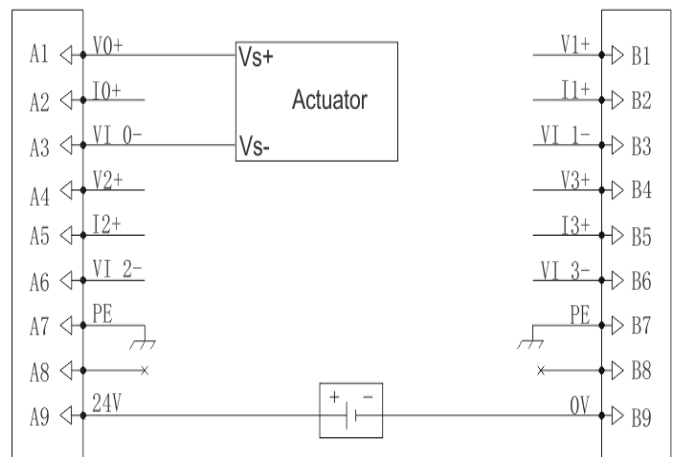 A1 V0+ Vs+ V1+ B1
A2 I0+ Actuator I1+ B2
A3 VI 0- Vs- VI 1- B3
A4 V2+ V3+ B4
A5 I2+ I3+ B5
A6 VI 2- VI 3- B6
A7 PE PE B7
A8 B8
A9 24V + - 0V B9